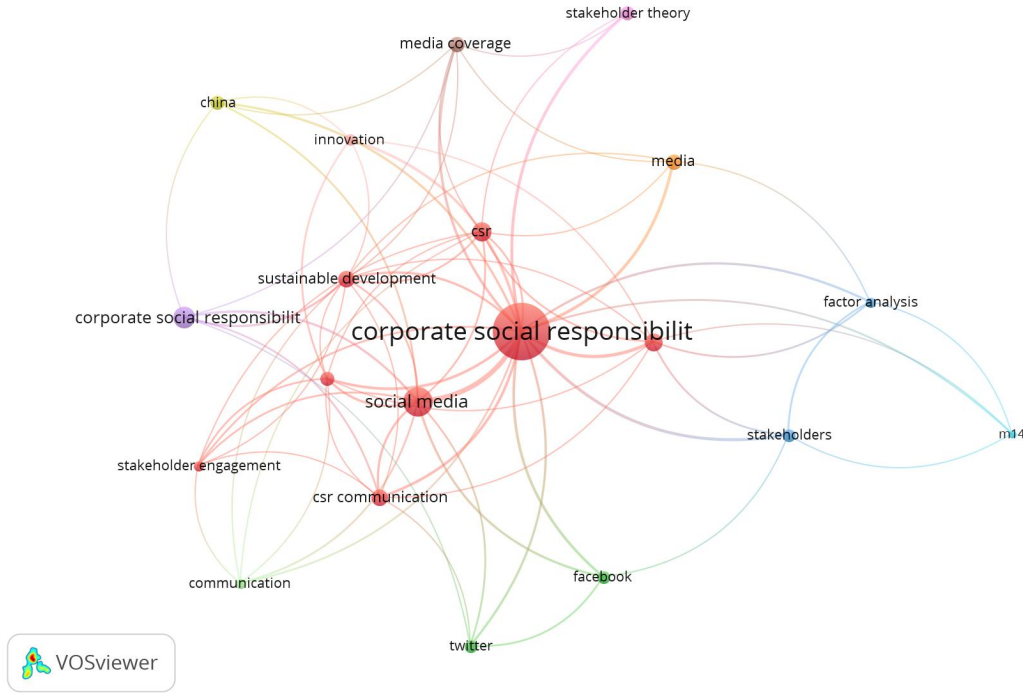 stakeholder theory
media coverage
china
innovation
media
csr
sustainable development
factor analysis
corporate social responsibilit
corporate social responsibilit
social media
m14
stakeholders
stakeholder engagement
csr communication
facebook
communication
twitter
VOSviewer